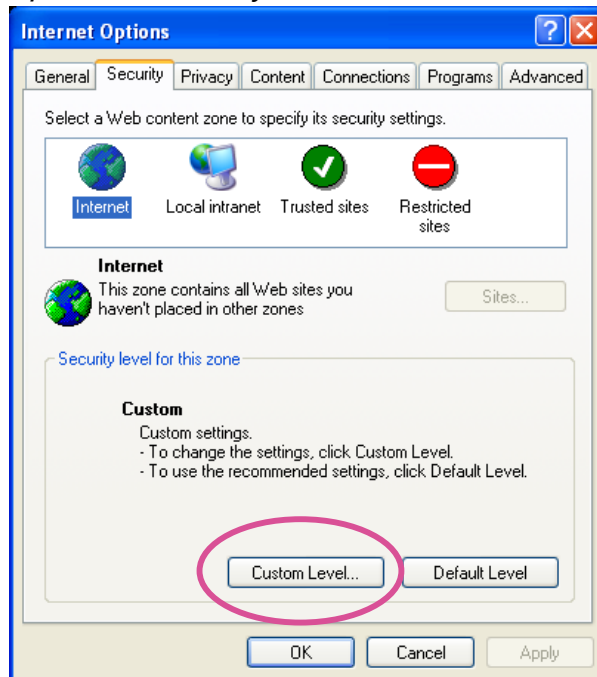 Internet Options
General Security Privacy Content Connections Programs Advanced
Select a Web content zone to specify its security settings.
Internet Local intranet Trusted sites Restricted sites
Internet
This zone contains all Web sites you
haven't placed in other zones
Sites...
Security level for this zone
Custom
Custom settings.
- To change the settings, click Custom Level.
- To use the recommended settings, click Default Level.
Custom Level... Default Level
OK Cancel Apply